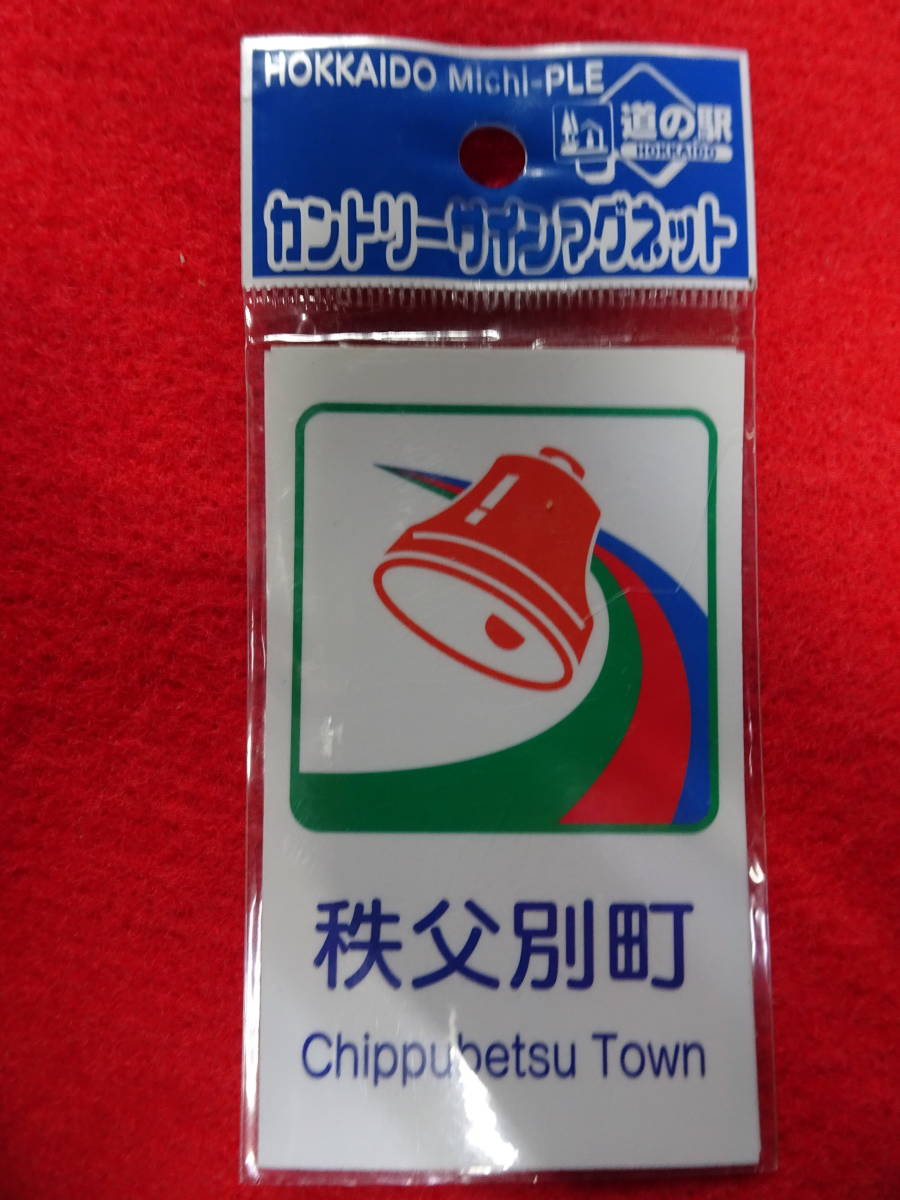 HOKKAIDO Michi-PLE
道の駅
HOKKAIDO
カントリーサインマグネット
秩父別町
Chippubetsu Town